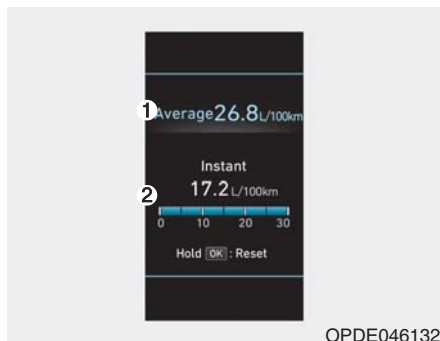 1 Average 26.8 L/100km
Instant
2 17.2 L/100km
0 10 20 30
Hold OK : Reset
OPDE046132